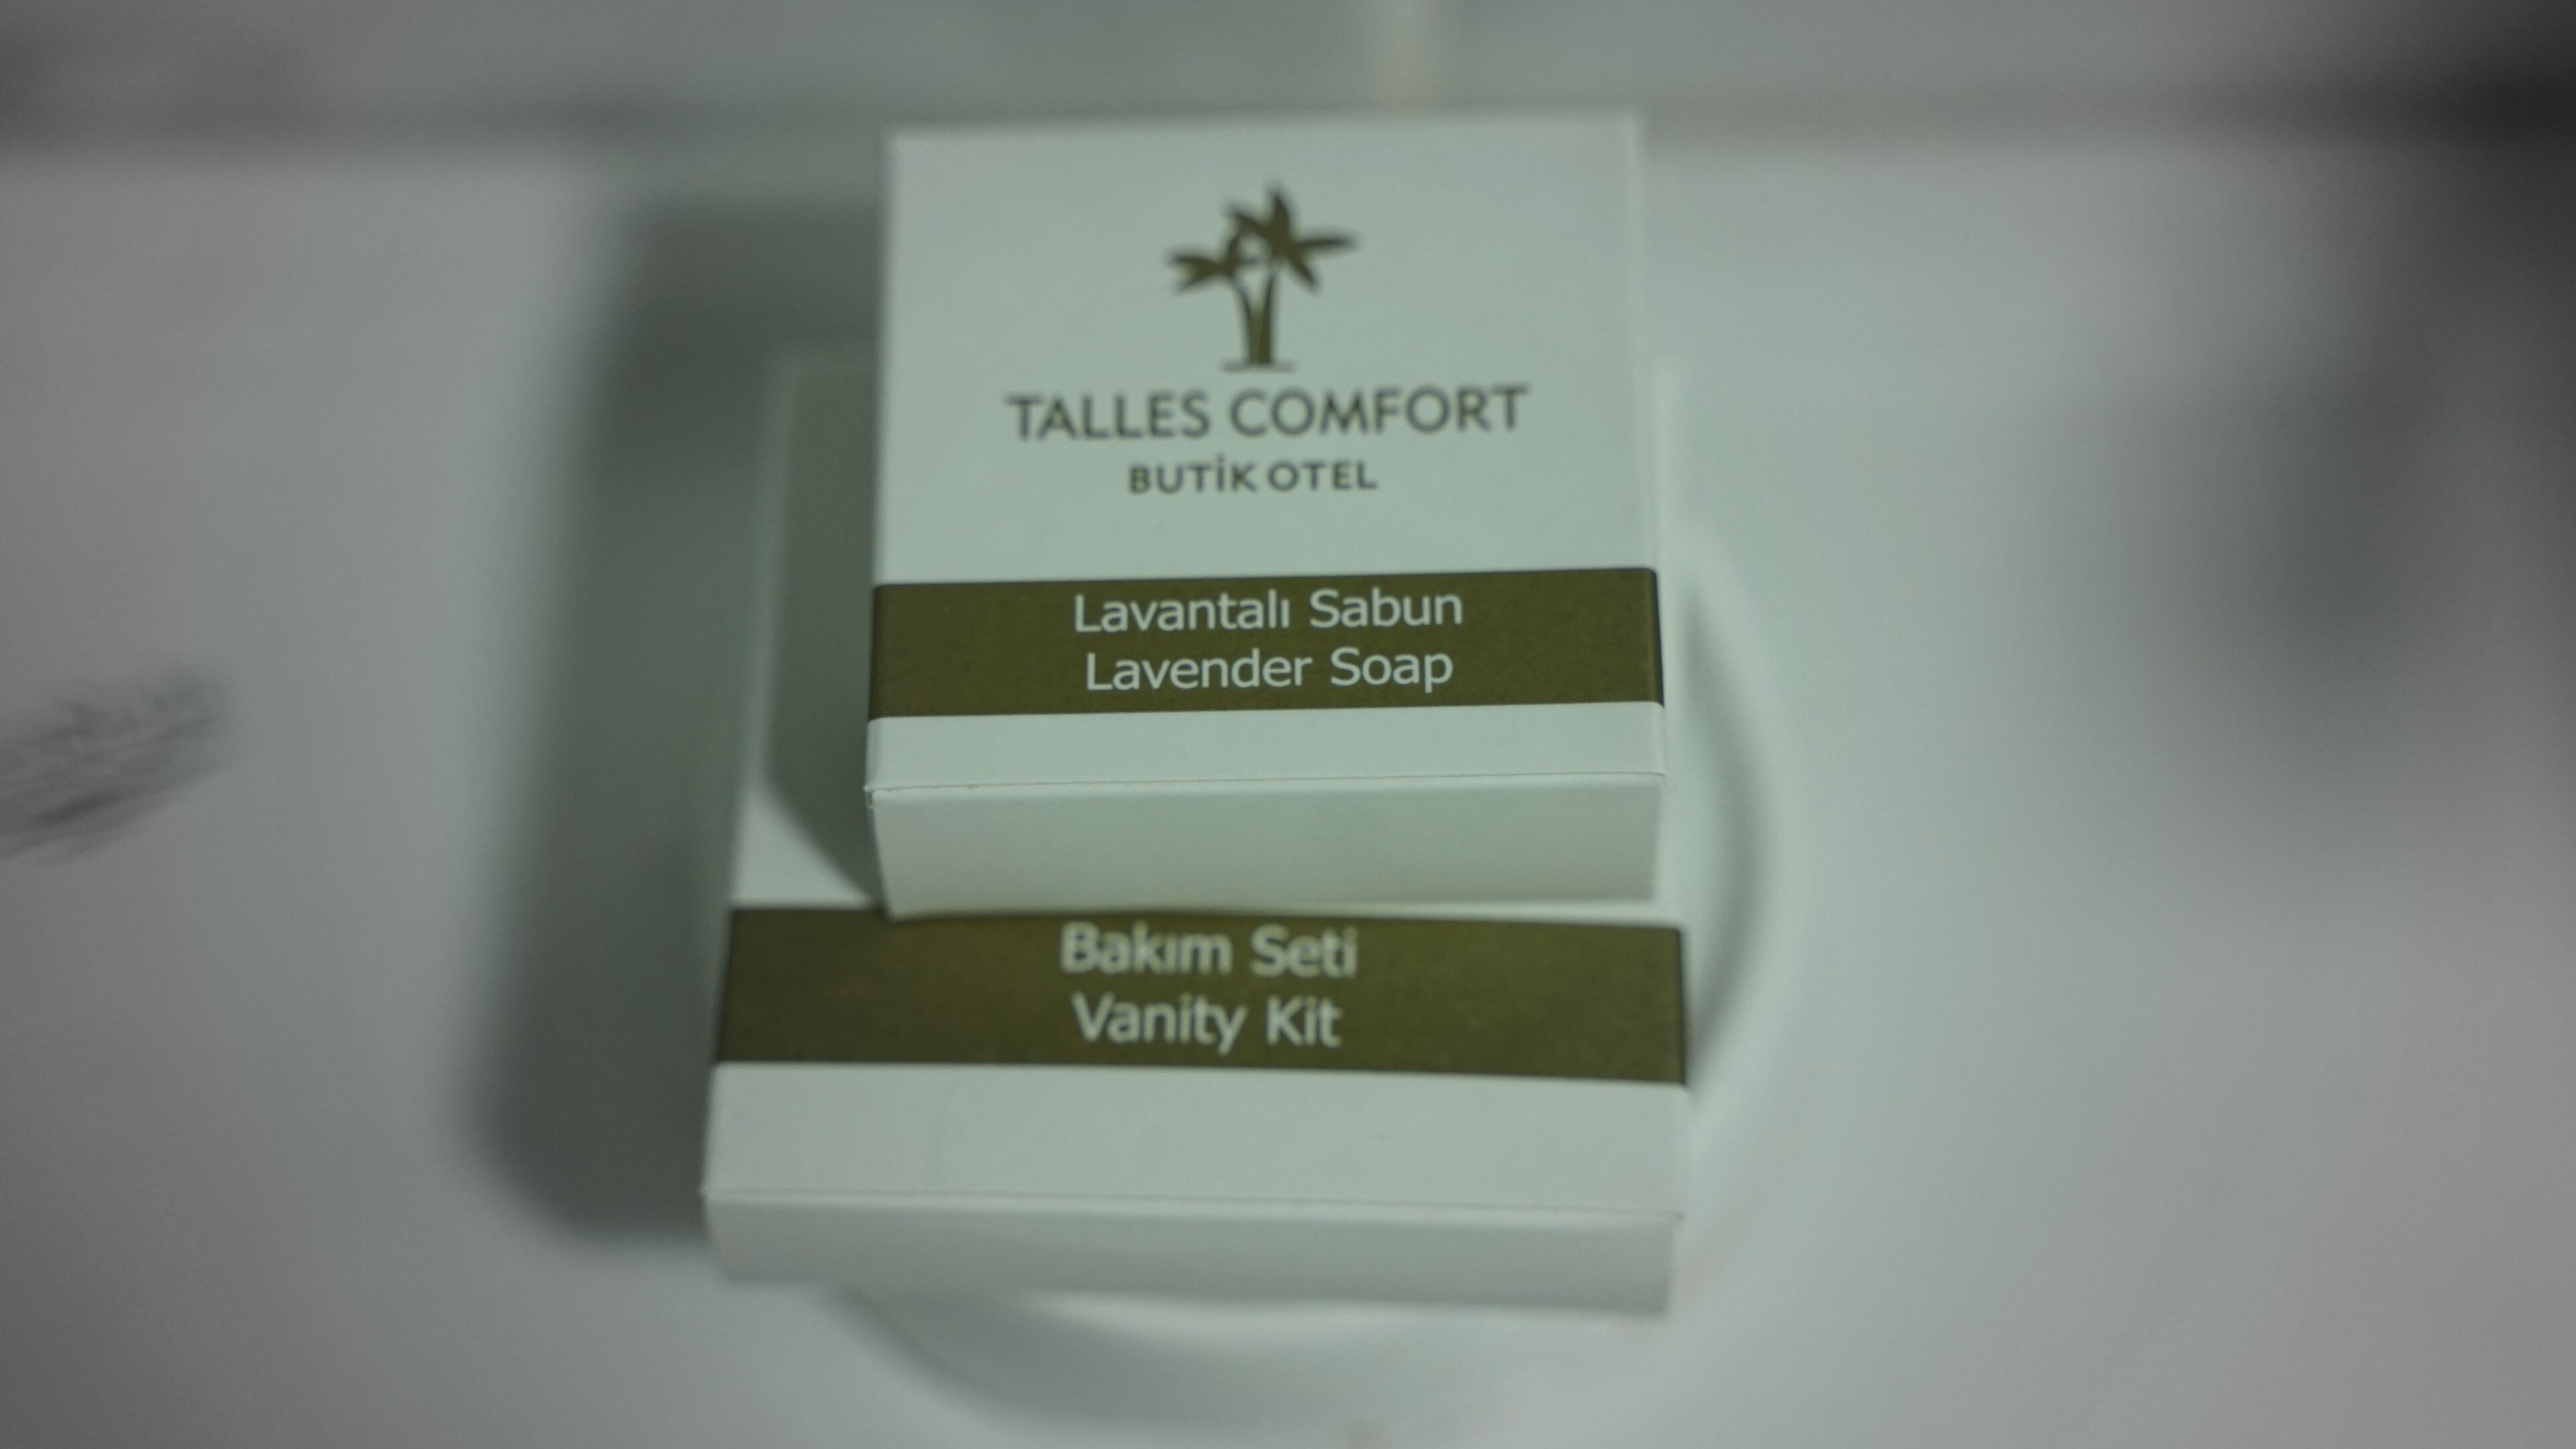 TALLES COMFORT
BUTİK OTEL
Lavantalı Sabun
Lavender Soap
Bakım Seti
Vanity Kit